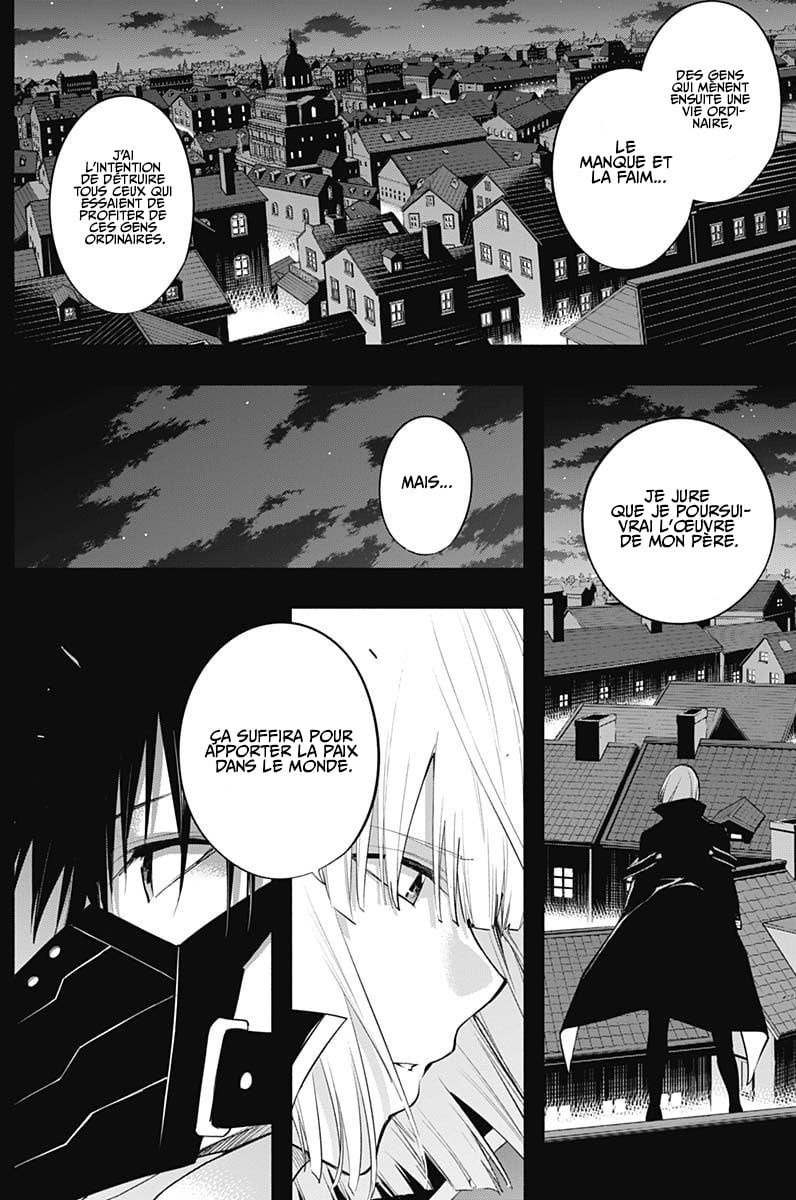 DES GENS
QUI MÈNENT
ENSUITE UNE
VIE ORDI-
NAIRE,
LE
MANQUE ET
LA FAIM...
J'AI
L'INTENTION
DE DÉTRUIRE
TOUS CEUX QUI
ESSAIENT DE
PROFITER DE
CES GENS
ORDINAIRES.
JE JURE
QUE JE POURSUI-
VRAI L'ŒUVRE
DE MON PÈRE.
MAIS...
ÇA SUFFIRA POUR
APPORTER LA PAIX
DANS LE MONDE.